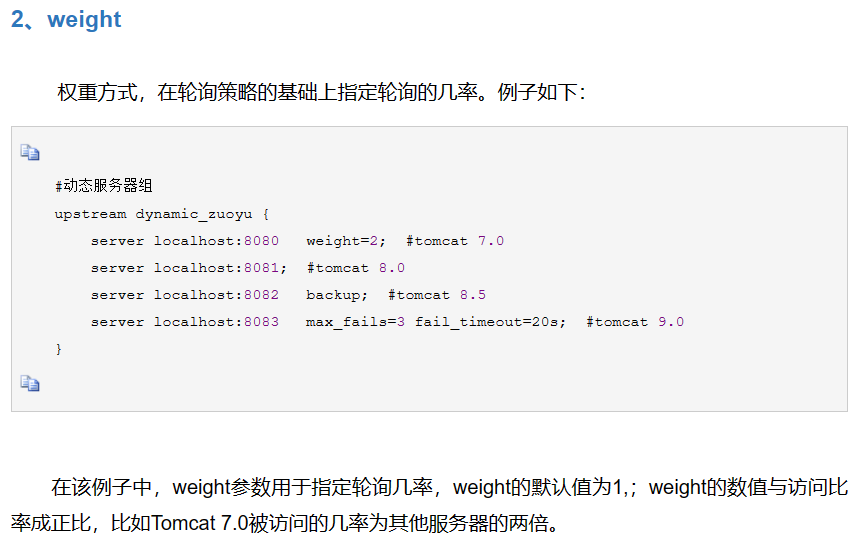 2、weight
权重方式，在轮询策略的基础上指定轮询的几率。例子如下：
#动态服务器组
upstream dynamic_zuoyu {
    server localhost:8080   weight=2;  #tomcat 7.0
    server localhost:8081;  #tomcat 8.0
    server localhost:8082   backup;  #tomcat 8.5
    server localhost:8083   max_fails=3 fail_timeout=20s;  #tomcat 9.0
}
在该例子中，weight参数用于指定轮询几率，weight的默认值为1,；weight的数值与访问比
率成正比，比如Tomcat 7.0被访问的几率为其他服务器的两倍。